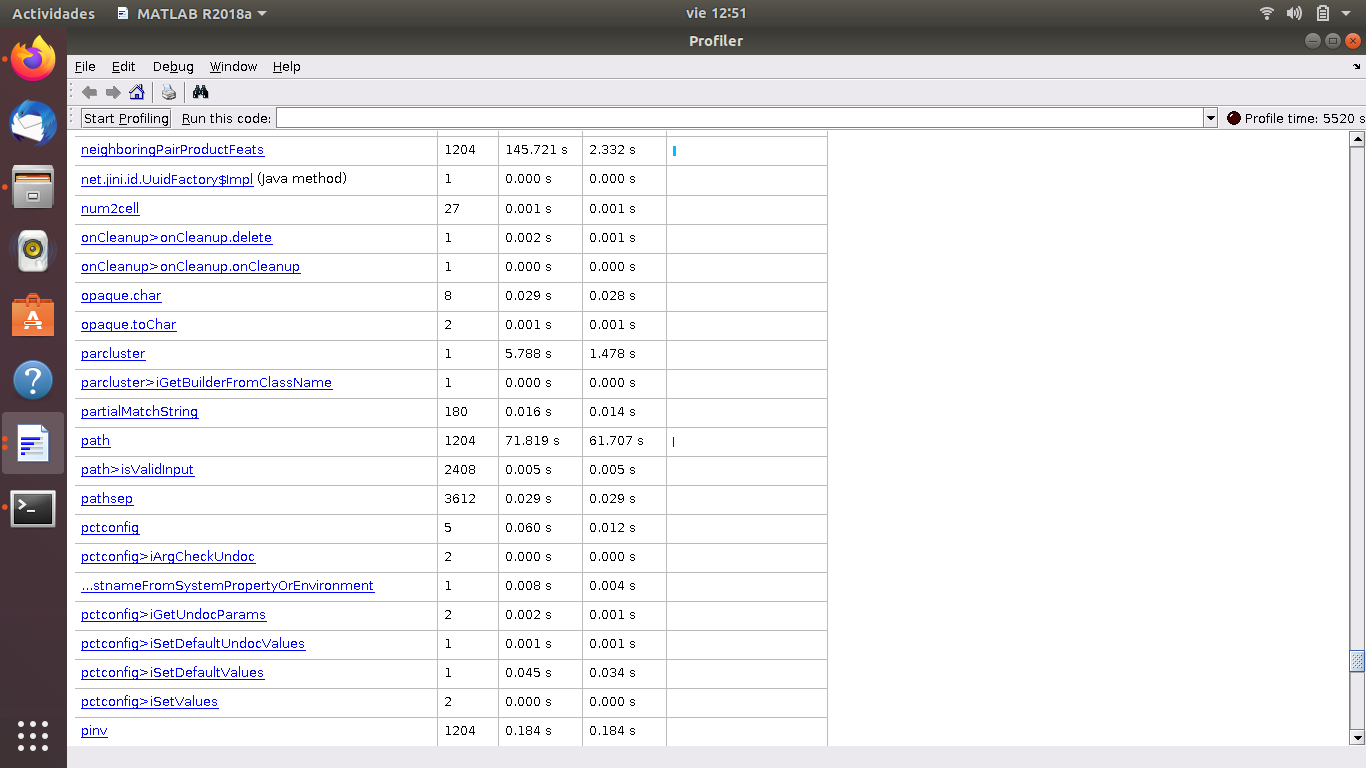 Actividades MATLAB R2018a vie 12:51
Profiler
File Edit Debug Window Help
Start Profiling Run this code: Profile time: 5520 s
neighboringPairProductFeats 1204 145.721 s 2.332 s
net.jini.id.UuidFactory$Impl (Java method) 1 0.000 s 0.000 s
num2cell 27 0.001 s 0.001 s
onCleanup>onCleanup.delete 1 0.002 s 0.001 s
onCleanup>onCleanup.onCleanup 1 0.000 s 0.000 s
opaque.char 8 0.029 s 0.028 s
opaque.toChar 2 0.001 s 0.001 s
parcluster 1 5.788 s 1.478 s
parcluster>iGetBuilderFromClassName 1 0.000 s 0.000 s
partialMatchString 180 0.016 s 0.014 s
path 1204 71.819 s 61.707 s
path>isValidInput 2408 0.005 s 0.005 s
pathsep 3612 0.029 s 0.029 s
pctconfig 5 0.060 s 0.012 s
pctconfig>iArgCheckUndoc 2 0.000 s 0.000 s
...stnameFromSystemPropertyOrEnvironment 1 0.008 s 0.004 s
pctconfig>iGetUndocParams 2 0.002 s 0.001 s
pctconfig>iSetDefaultUndocValues 1 0.001 s 0.001 s
pctconfig>iSetDefaultValues 1 0.045 s 0.034 s
pctconfig>iSetValues 2 0.000 s 0.000 s
pinv 1204 0.184 s 0.184 s